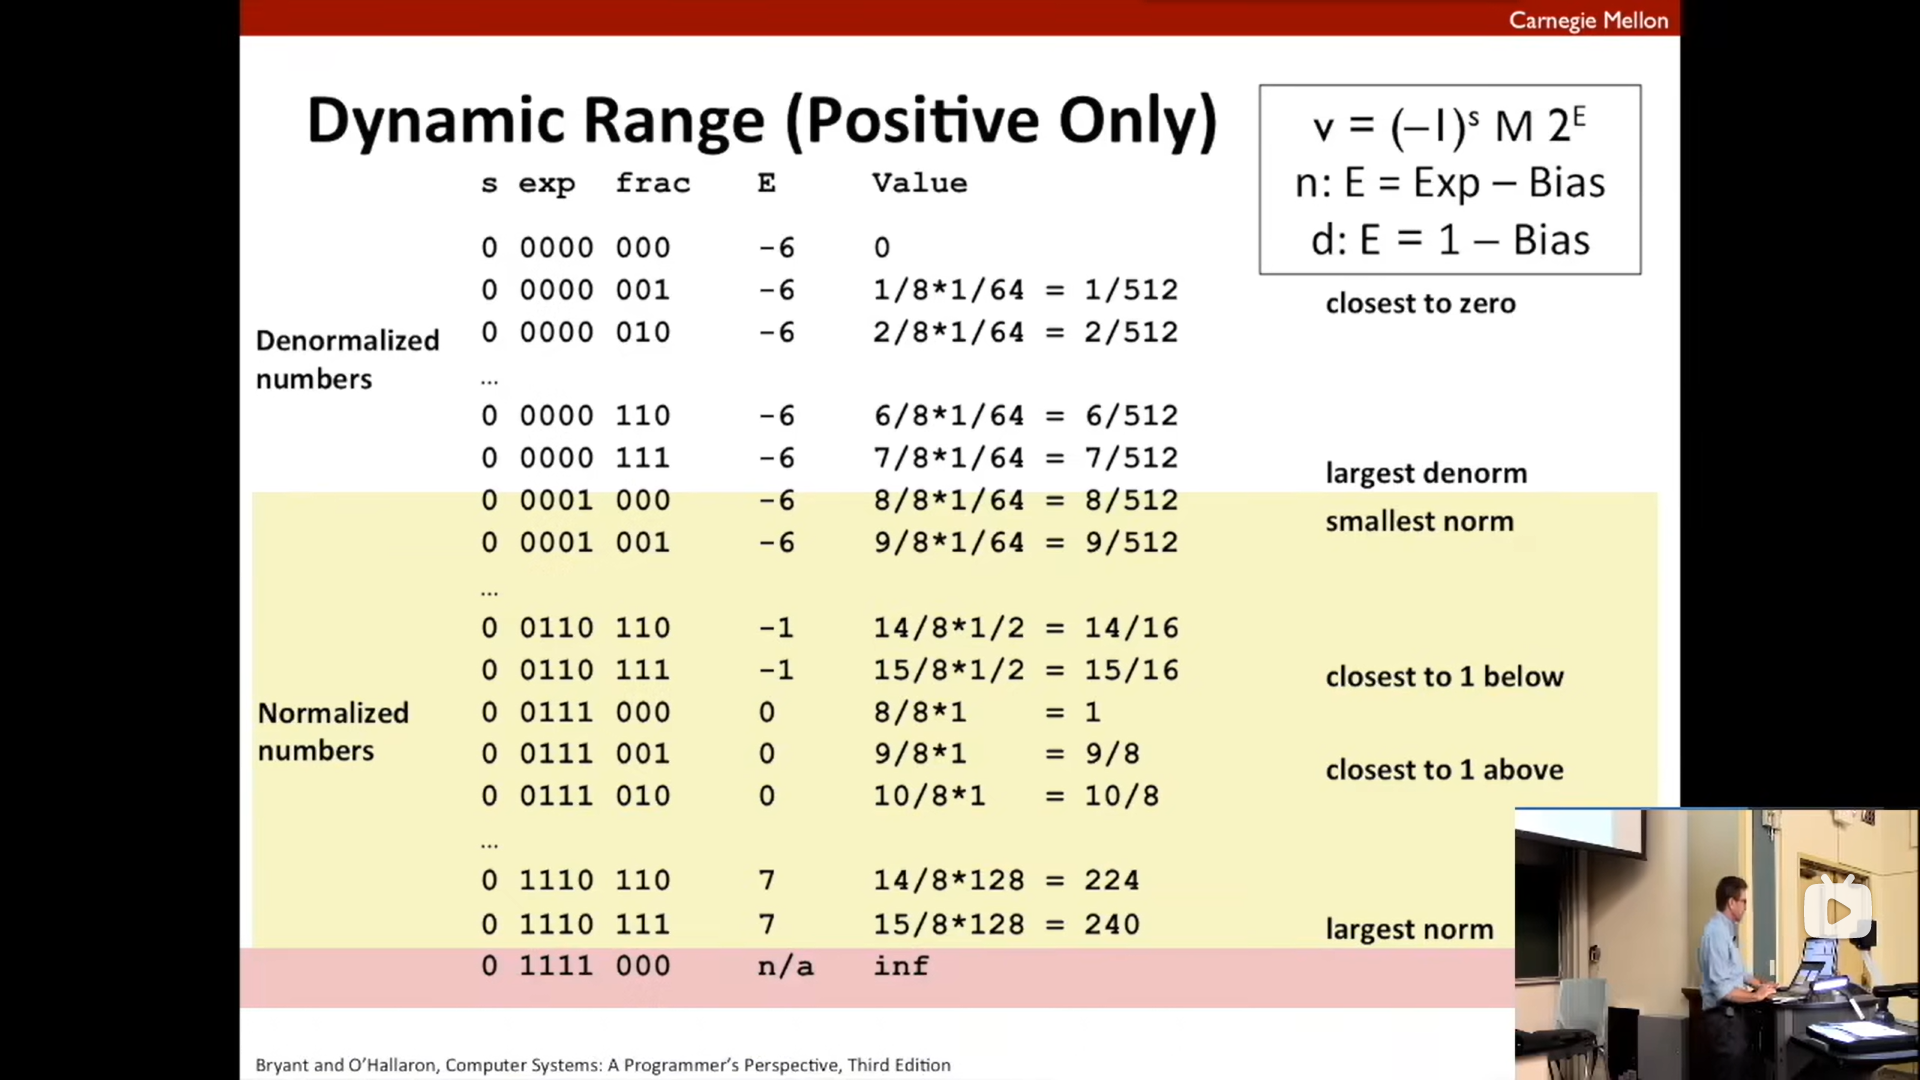 Carnegie Mellon
Dynamic Range (Positive Only)
v = (–1)ˢ M 2ᴱ
n: E = Exp – Bias
d: E = 1 – Bias
s exp frac E Value
0 0000 000 -6 0
0 0000 001 -6 1/8*1/64 = 1/512 closest to zero
0 0000 010 -6 2/8*1/64 = 2/512
Denormalized
numbers
…
0 0000 110 -6 6/8*1/64 = 6/512
0 0000 111 -6 7/8*1/64 = 7/512 largest denorm
0 0001 000 -6 8/8*1/64 = 8/512 smallest norm
0 0001 001 -6 9/8*1/64 = 9/512
…
0 0110 110 -1 14/8*1/2 = 14/16
0 0110 111 -1 15/8*1/2 = 15/16 closest to 1 below
Normalized
numbers
0 0111 000 0 8/8*1 = 1
0 0111 001 0 9/8*1 = 9/8 closest to 1 above
0 0111 010 0 10/8*1 = 10/8
…
0 1110 110 7 14/8*128 = 224
0 1110 111 7 15/8*128 = 240 largest norm
0 1111 000 n/a inf
Bryant and O’Hallaron, Computer Systems: A Programmer’s Perspective, Third Edition